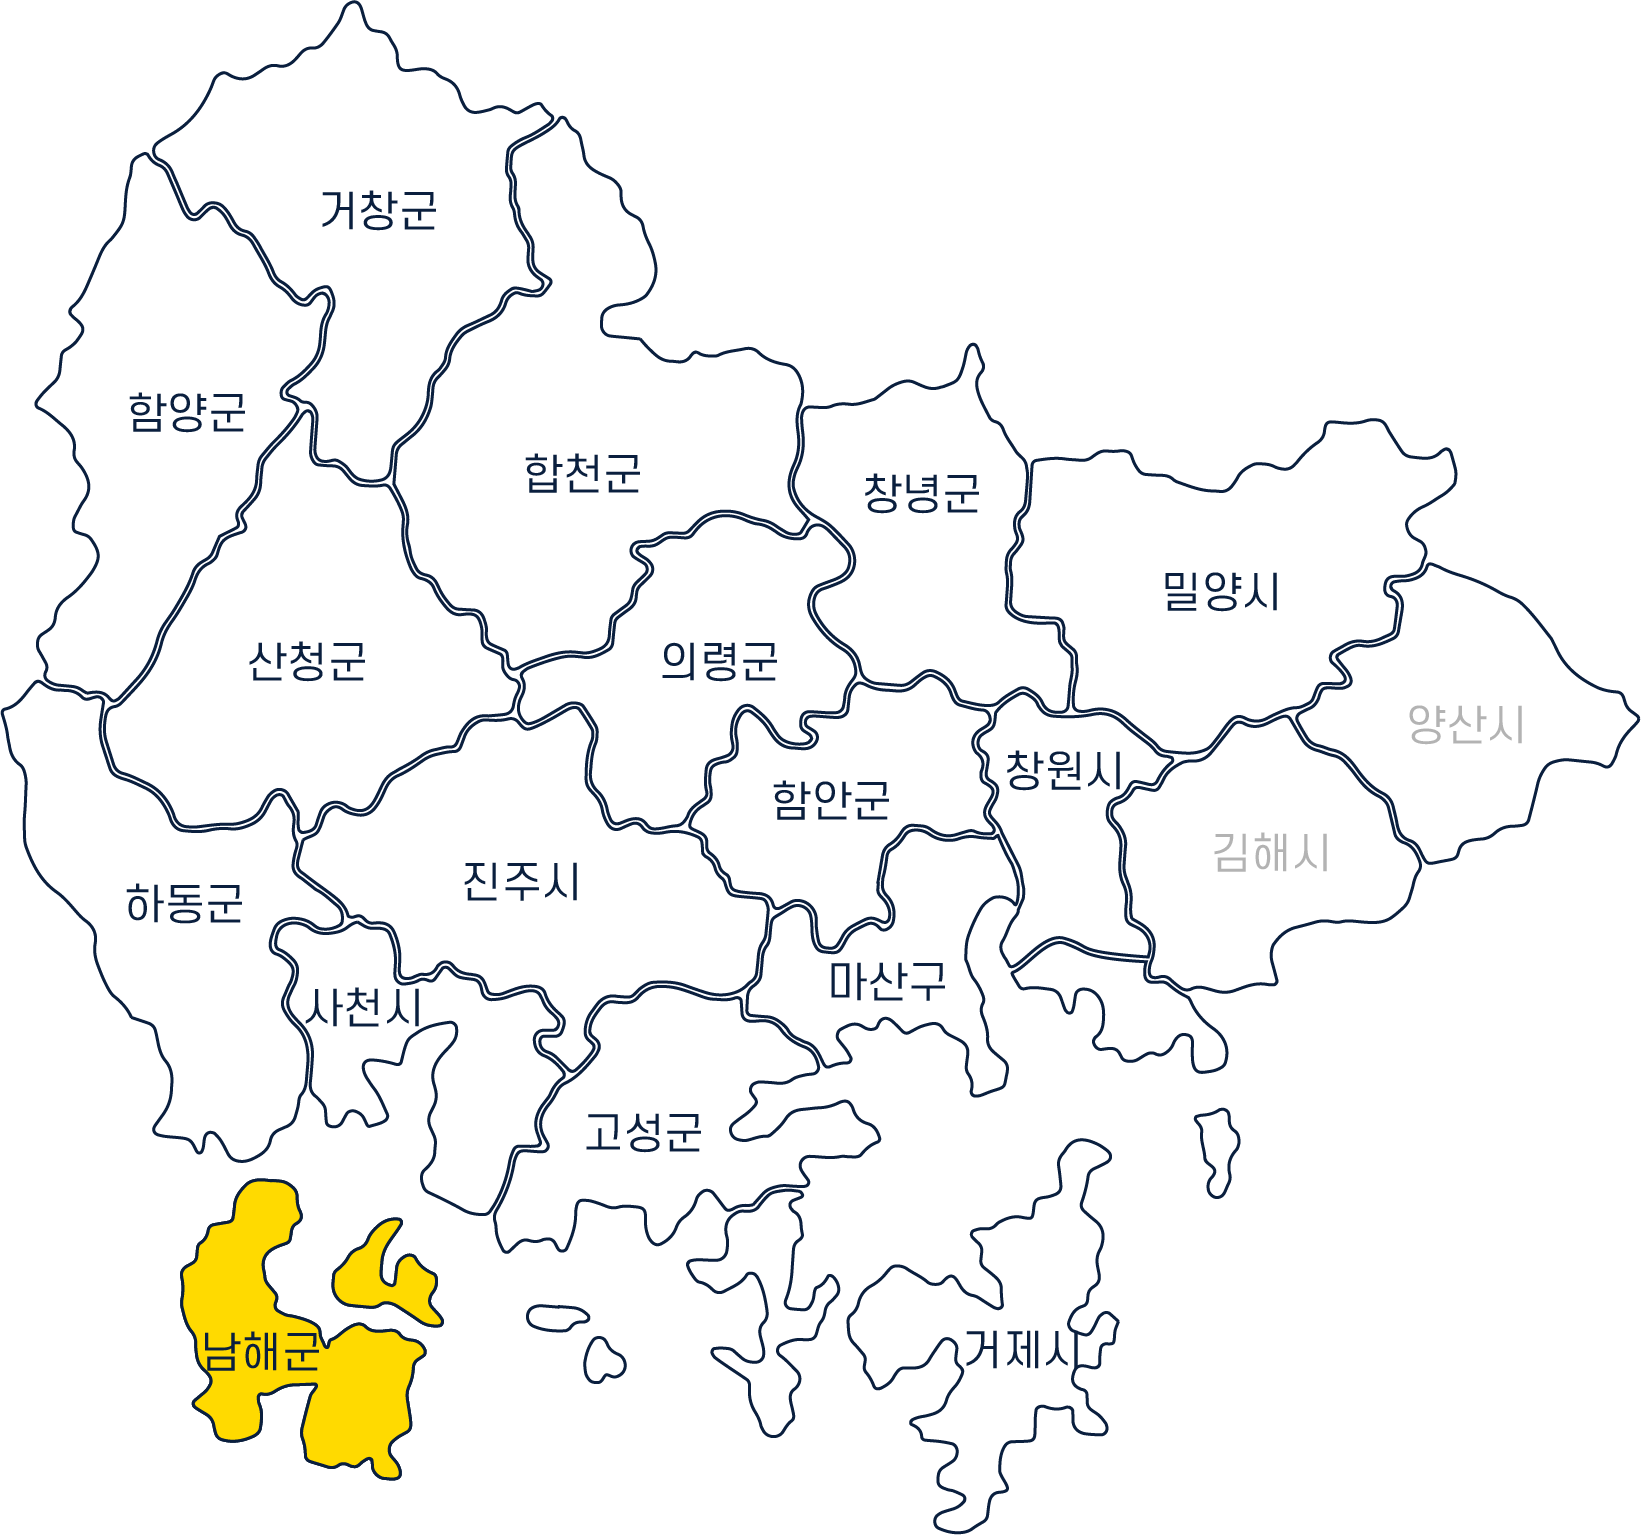 거창군
함양군
합천군
창녕군
밀양시
산청군
의령군
양산시
창원시
함안군
김해시
진주시
하동군
마산구
사천시
고성군
남해군
거제시